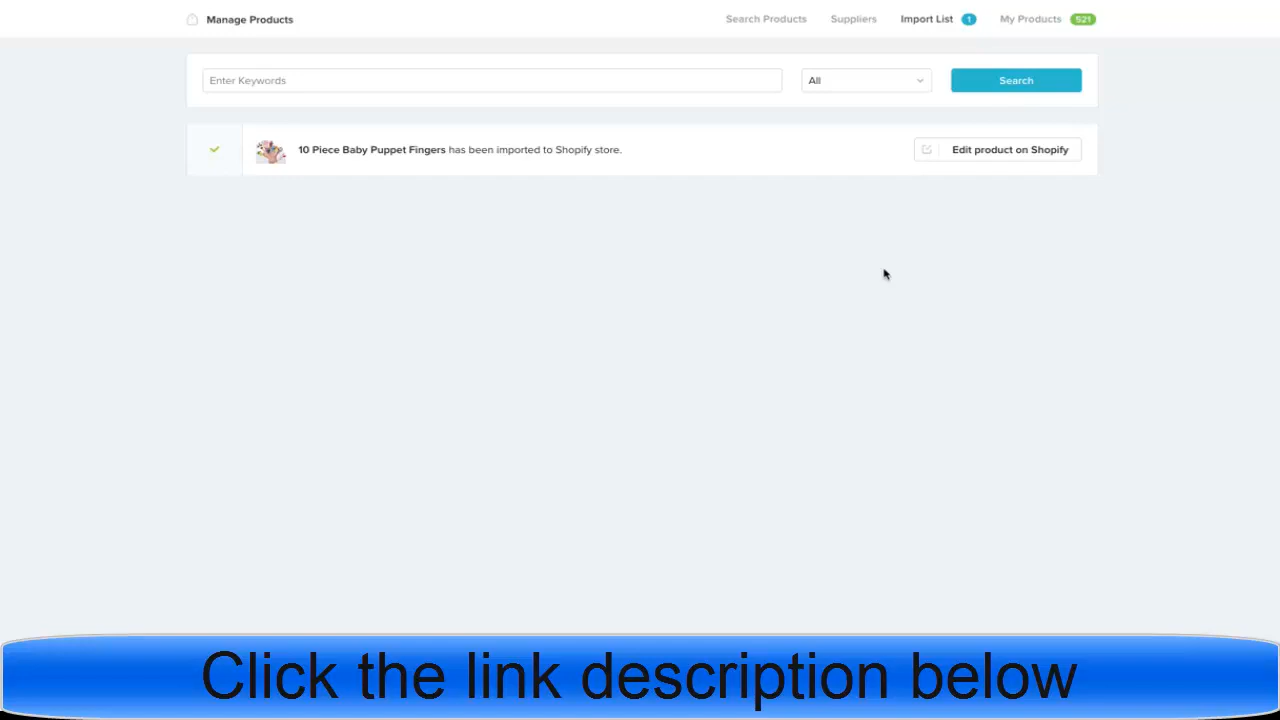 Manage Products
Search Products Suppliers Import List 1 My Products 521
Enter Keywords All Search
10 Piece Baby Puppet Fingers has been imported to Shopify store. Edit product on Shopify
Click the link description below